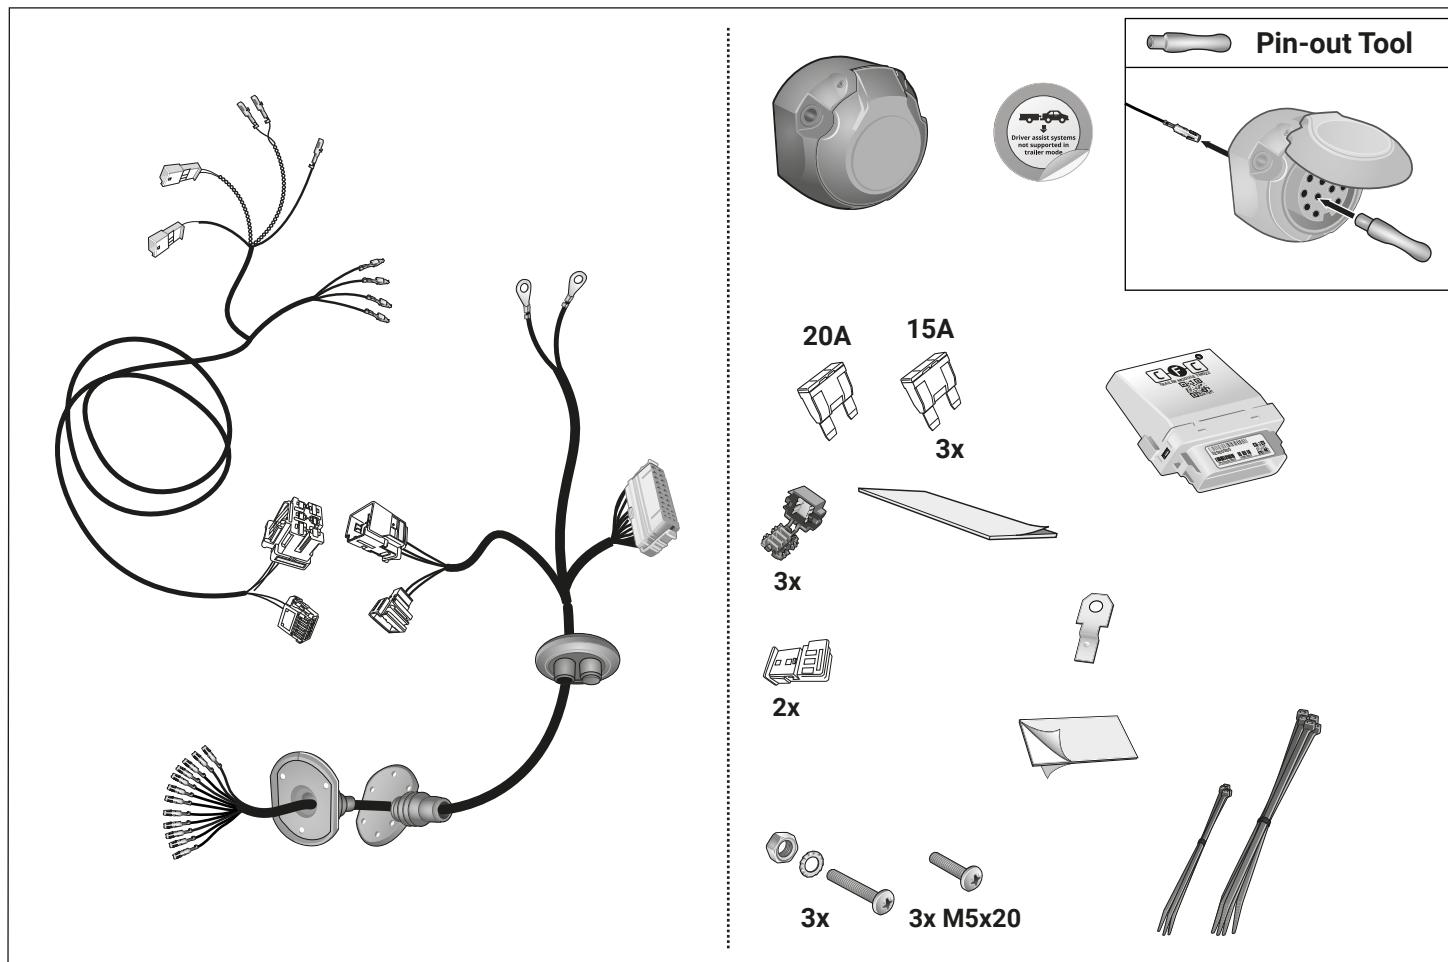 Pin-out Tool
Driver assist systems
not supported in
trailer mode
20A
15A
3x
C F C
3x
2x
3x
3x M5x20